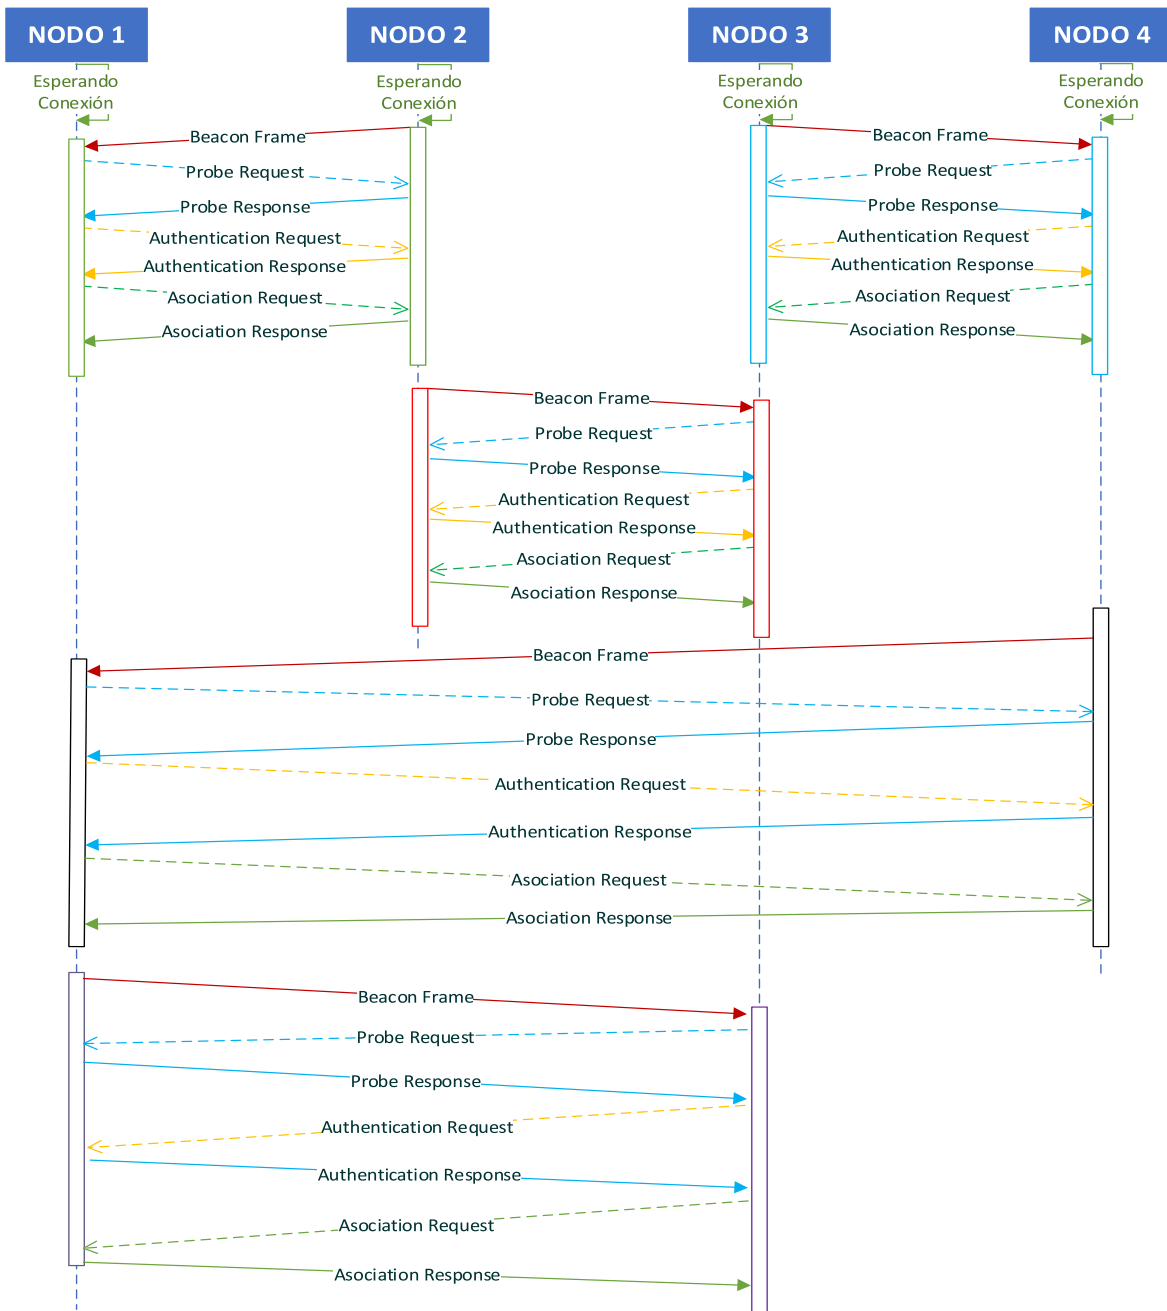 NODO 1
NODO 2
NODO 3
NODO 4
Esperando
Conexión
Esperando
Conexión
Esperando
Conexión
Esperando
Conexión
Beacon Frame
Probe Request
Probe Response
Authentication Request
Authentication Response
Asociation Request
Asociation Response
Beacon Frame
Probe Request
Probe Response
Authentication Request
Authentication Response
Asociation Request
Asociation Response
Beacon Frame
Probe Request
Probe Response
Authentication Request
Authentication Response
Asociation Request
Asociation Response
Beacon Frame
Probe Request
Probe Response
Authentication Request
Authentication Response
Asociation Request
Asociation Response
Beacon Frame
Probe Request
Probe Response
Authentication Request
Authentication Response
Asociation Request
Asociation Response